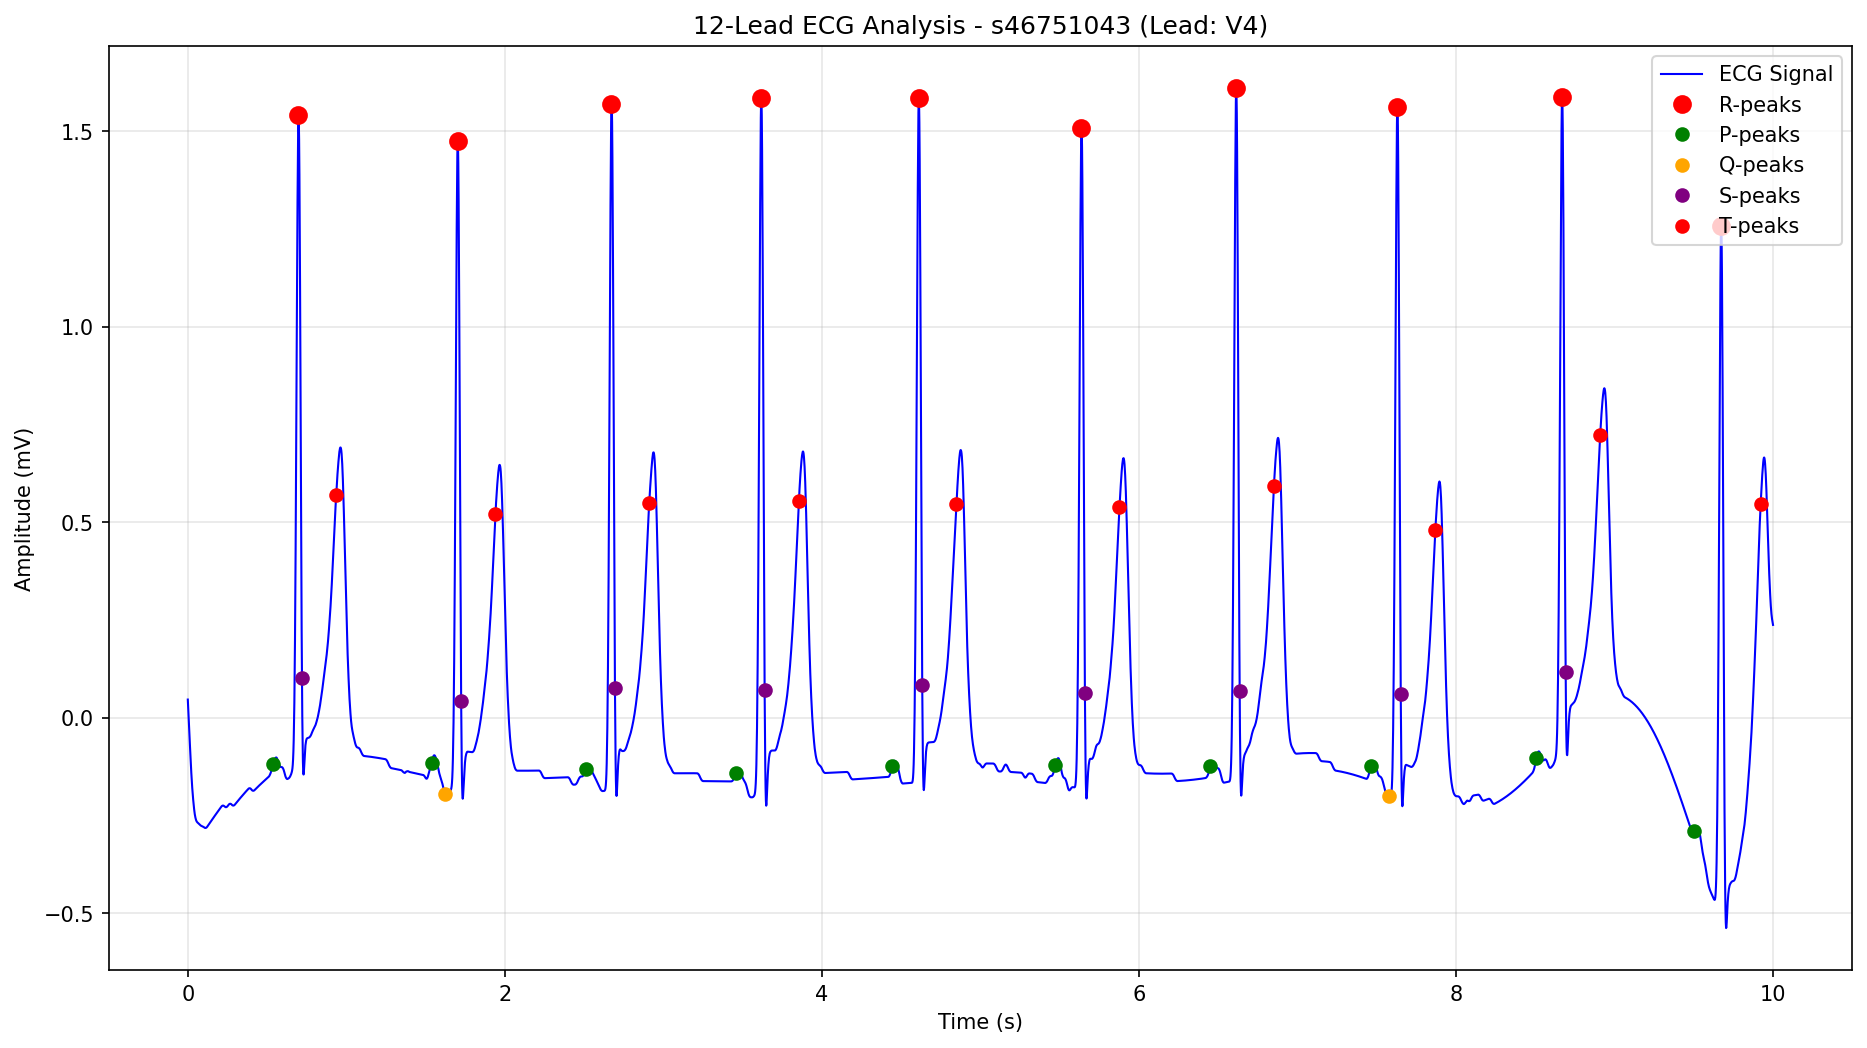 12-Lead ECG Analysis - s46751043 (Lead: V4)
ECG Signal
R-peaks
P-peaks
Q-peaks
S-peaks
T-peaks
Amplitude (mV)
1.5
1.0
0.5
0.0
−0.5
0
2
4
6
8
10
Time (s)